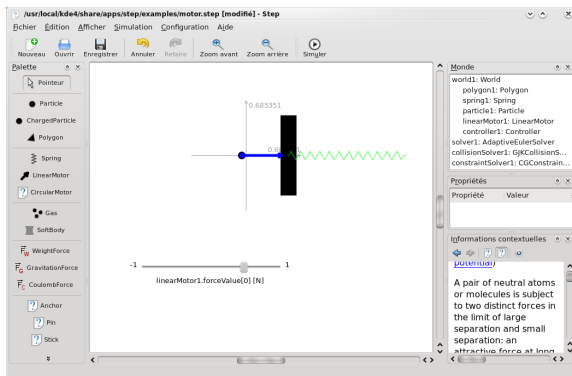 /usr/local/kde4/share/apps/step/examples/motor.step [modifié] - Step
Fichier Édition Afficher Simulation Configuration Aide
Nouveau Ouvrir Enregistrer Annuler Refaire Zoom avant Zoom arrière Simuler
Palette
Pointeur
Particle
ChargedParticle
Polygon
Spring
LinearMotor
CircularMotor
Gas
SoftBody
WeightForce
GravitationForce
CoulombForce
Anchor
Pin
Stick
0.683351
-1 1
linearMotor1.forceValue[0] [N]
Monde
world1: World
polygon1: Polygon
spring1: Spring
particle1: Particle
linearMotor1: LinearMotor
controller1: Controller
solver1: AdaptiveEulerSolver
collisionSolver1: GJKCollisionS...
constraintSolver1: CGConstrain...
Propriétés
Propriété Valeur
Informations contextuelles
potential)
A pair of neutral atoms
or molecules is subject
to two distinct forces in
the limit of large
separation and small
separation: an
attractive force at long